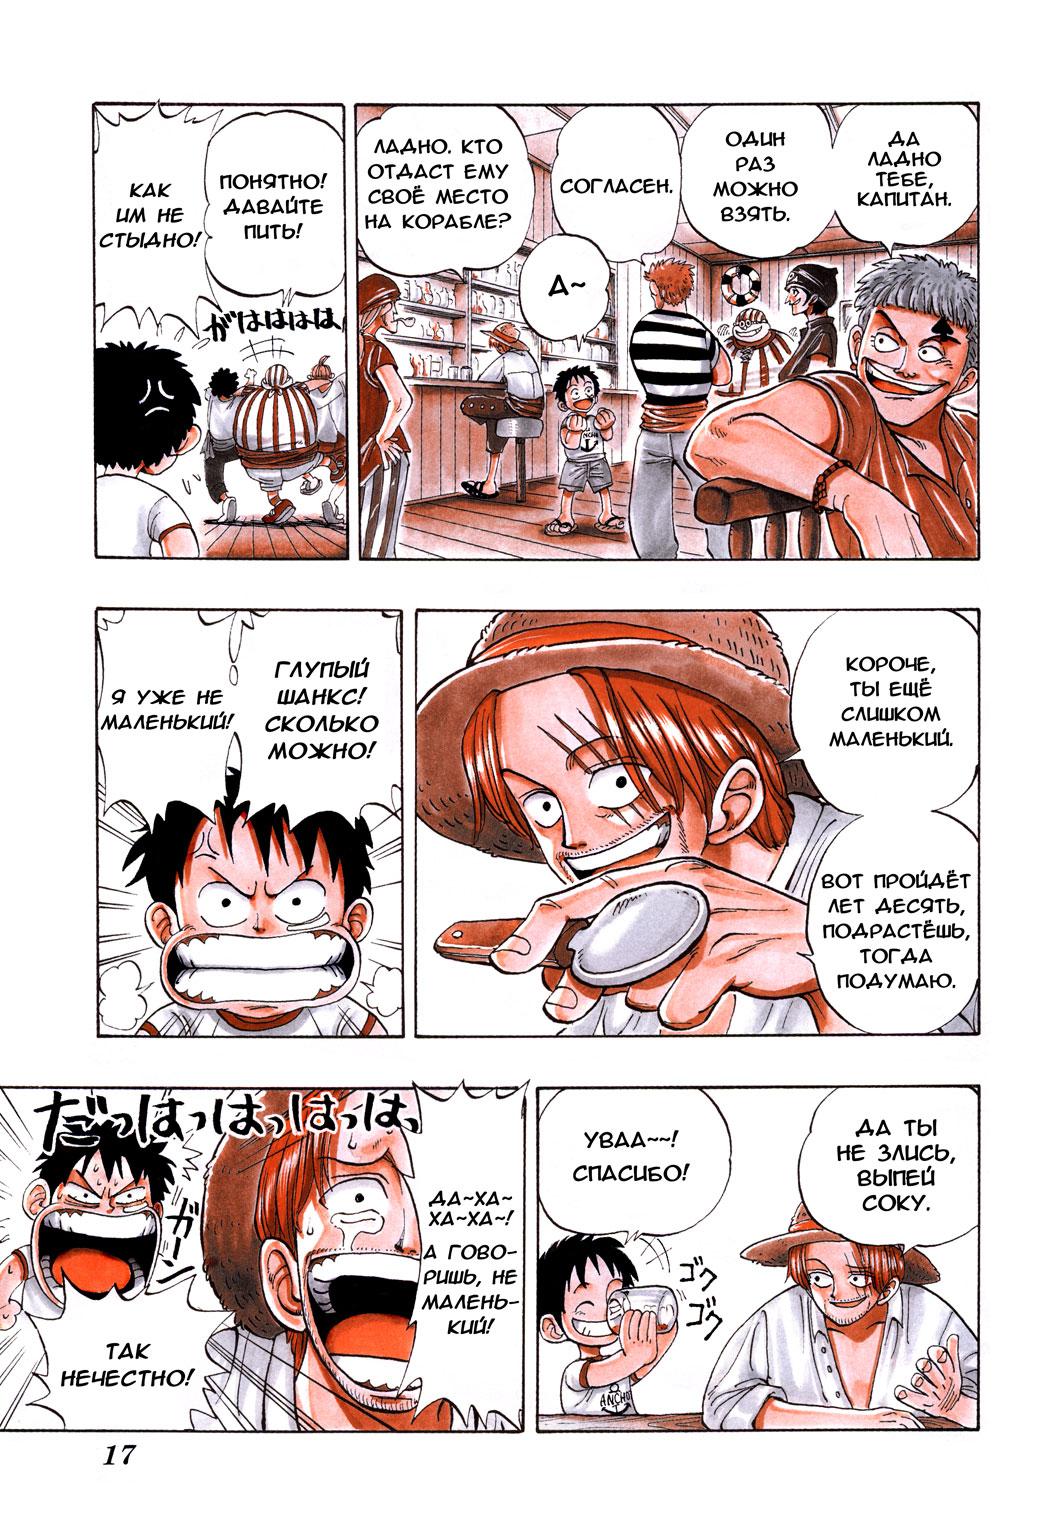 ДА
ЛАДНО
ТЕБЕ,
КАПИТАН.
ОДИН
РАЗ
МОЖНО
ВЗЯТЬ.
СОГЛАСЕН.
А~
ЛАДНО. КТО
ОТДАСТ ЕМУ
СВОЁ МЕСТО
НА КОРАБЛЕ?
ANCHO
ПОНЯТНО!
ДАВАЙТЕ
ПИТЬ!
がはははは
КАК
ИМ НЕ
СТЫДНО!
КОРОЧЕ,
ТЫ ЕЩЁ
СЛИШКОМ
МАЛЕНЬКИЙ.
ВОТ ПРОЙДЁТ
ЛЕТ ДЕСЯТЬ,
ПОДРАСТЁШЬ,
ТОГДА
ПОДУМАЮ.
ГЛУПЫЙ
ШАНКС!
СКОЛЬКО
МОЖНО!
Я УЖЕ НЕ
МАЛЕНЬКИЙ!
ДА ТЫ
НЕ ЗЛИСЬ,
ВЫПЕЙ
СОКУ.
УВАА~~!
СПАСИБО!
ゴク
ゴク
ANCHO
ДА~ХА~
ХА~ХА~!
А ГОВО-
РИШЬ, НЕ
МАЛЕНЬ-
КИЙ!
だっはっはっはっは、
ガーン
ТАК
НЕЧЕСТНО!
17